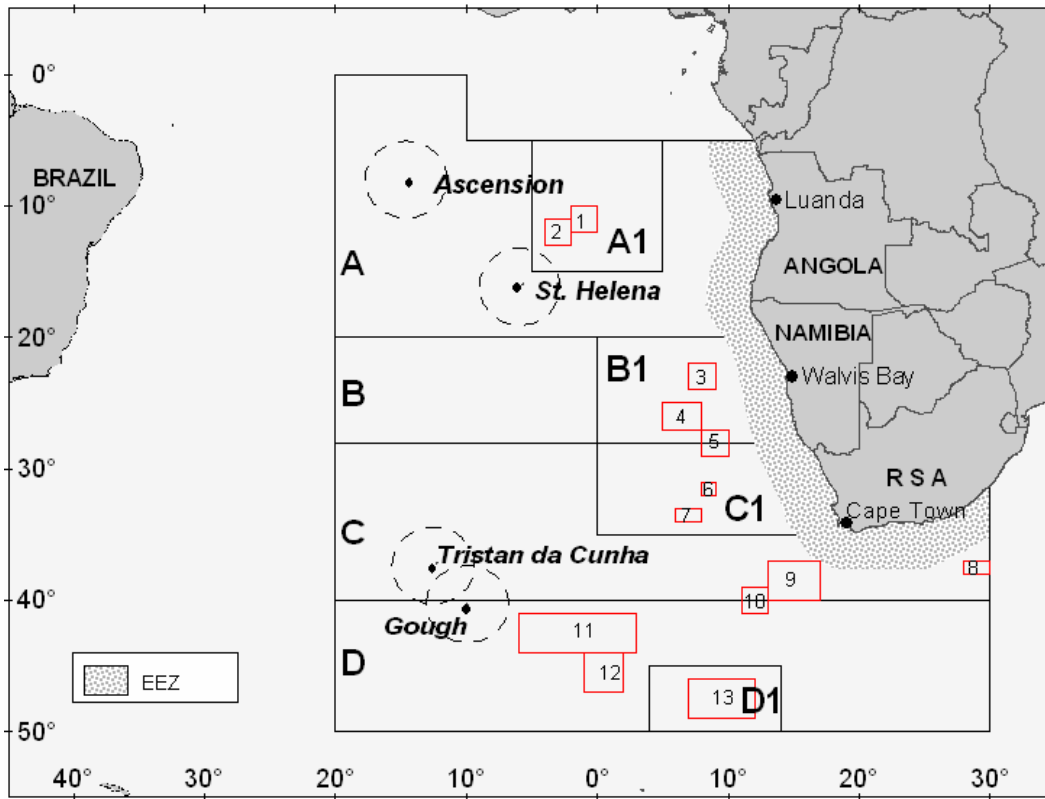 0°
BRAZIL
Ascension
10°
Luanda
1
2
A1
A
ANGOLA
St. Helena
20°
NAMIBIA
B1
B
3
Walvis Bay
4
5
30°
RSA
6
C1
7
Cape Town
C
Tristan da Cunha
8
9
40°
10
Gough
11
D
12
EEZ
13
D1
50°
40° 30° 20° 10° 0° 10° 20° 30°